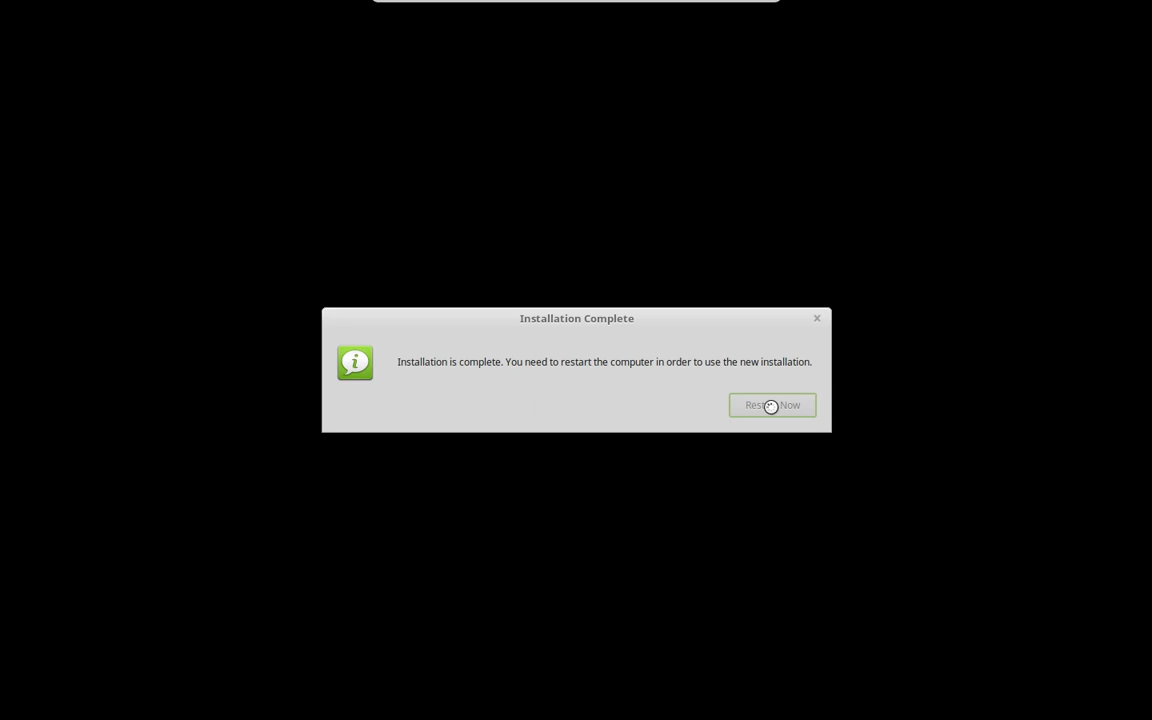 Installation Complete
Installation is complete. You need to restart the computer in order to use the new installation.
Now